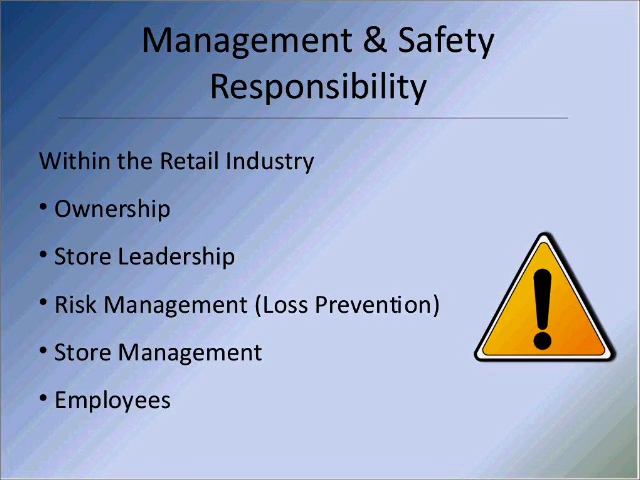 Management & Safety
Responsibility
Within the Retail Industry
• Ownership
• Store Leadership
• Risk Management (Loss Prevention)
• Store Management
• Employees